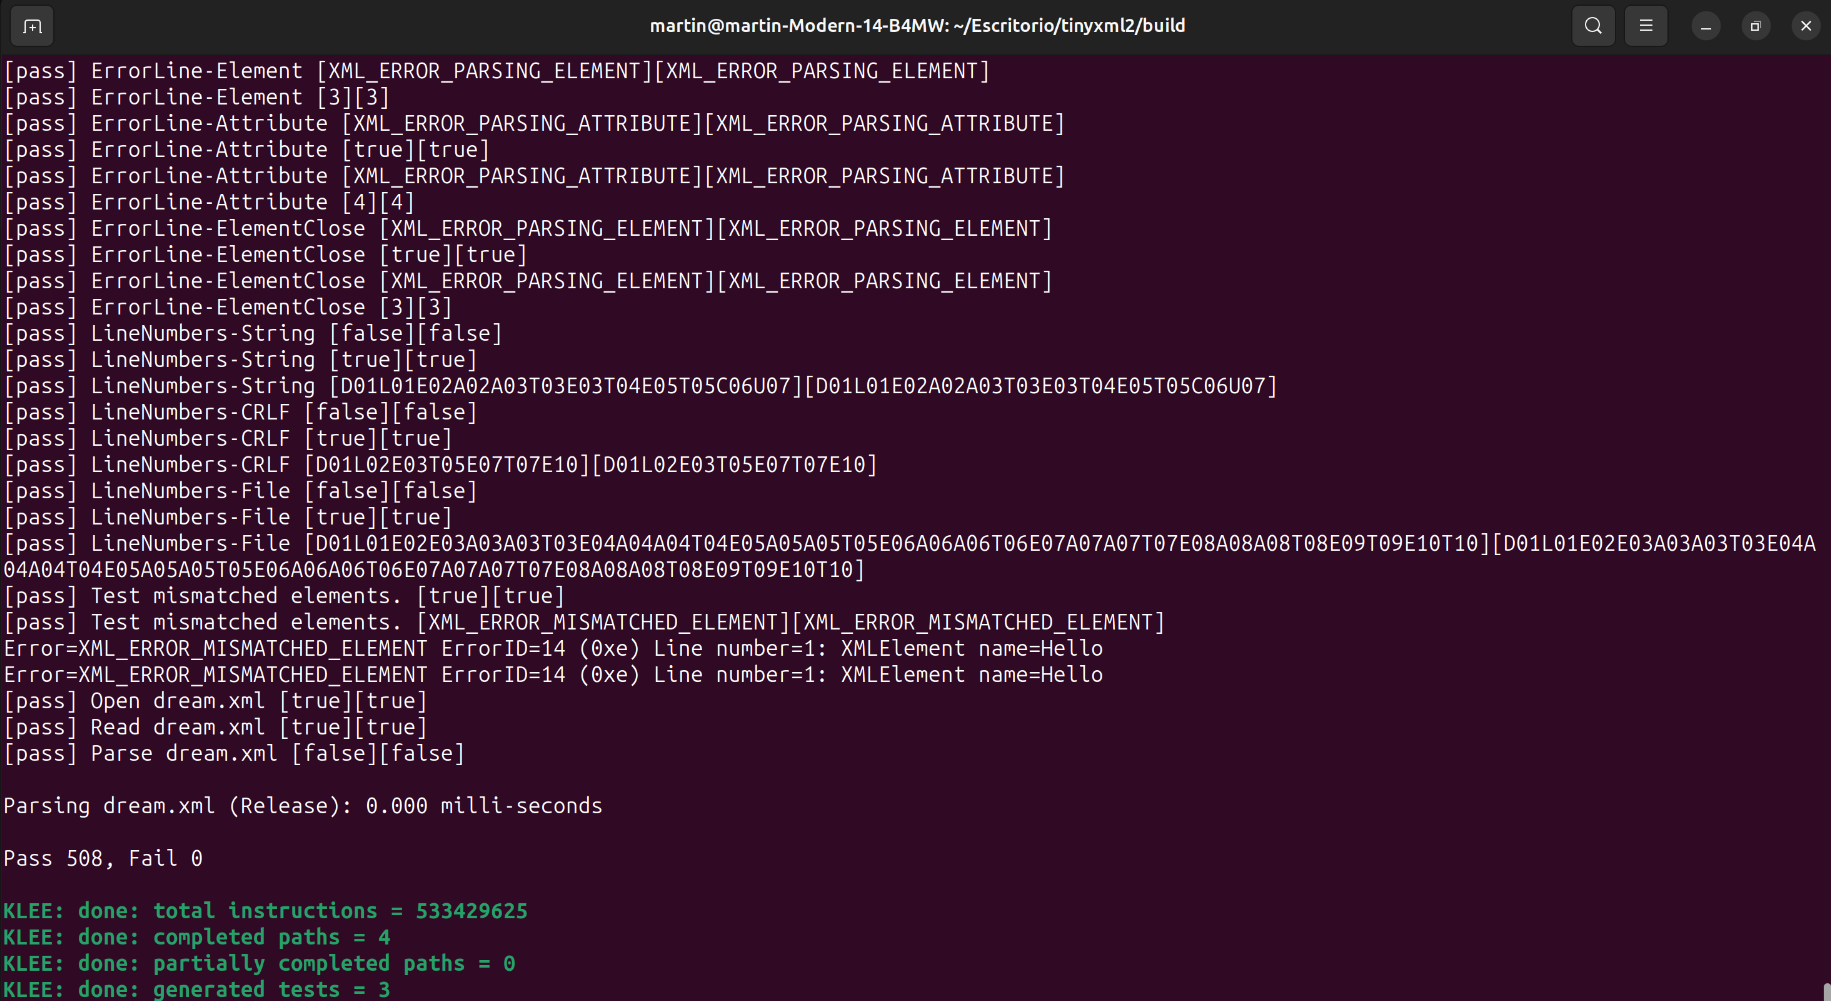 martin@martin-Modern-14-B4MW: ~/Escritorio/tinyxml2/build
[pass] ErrorLine-Element [XML_ERROR_PARSING_ELEMENT][XML_ERROR_PARSING_ELEMENT]
[pass] ErrorLine-Element [3][3]
[pass] ErrorLine-Attribute [XML_ERROR_PARSING_ATTRIBUTE][XML_ERROR_PARSING_ATTRIBUTE]
[pass] ErrorLine-Attribute [true][true]
[pass] ErrorLine-Attribute [XML_ERROR_PARSING_ATTRIBUTE][XML_ERROR_PARSING_ATTRIBUTE]
[pass] ErrorLine-Attribute [4][4]
[pass] ErrorLine-ElementClose [XML_ERROR_PARSING_ELEMENT][XML_ERROR_PARSING_ELEMENT]
[pass] ErrorLine-ElementClose [true][true]
[pass] ErrorLine-ElementClose [XML_ERROR_PARSING_ELEMENT][XML_ERROR_PARSING_ELEMENT]
[pass] ErrorLine-ElementClose [3][3]
[pass] LineNumbers-String [false][false]
[pass] LineNumbers-String [true][true]
[pass] LineNumbers-String [D01L01E02A02A03T03E03T04E05T05C06U07][D01L01E02A02A03T03E03T04E05T05C06U07]
[pass] LineNumbers-CRLF [false][false]
[pass] LineNumbers-CRLF [true][true]
[pass] LineNumbers-CRLF [D01L02E03T05E07T07E10][D01L02E03T05E07T07E10]
[pass] LineNumbers-File [false][false]
[pass] LineNumbers-File [true][true]
[pass] LineNumbers-File [D01L01E02E03A03A03T03E04A04A04T04E05A05A05T05E06A06A06T06E07A07A07T07E08A08A08T08E09T09E10T10][D01L01E02E03A03A03T03E04A
04A04T04E05A05A05T05E06A06A06T06E07A07A07T07E08A08A08T08E09T09E10T10]
[pass] Test mismatched elements. [true][true]
[pass] Test mismatched elements. [XML_ERROR_MISMATCHED_ELEMENT][XML_ERROR_MISMATCHED_ELEMENT]
Error=XML_ERROR_MISMATCHED_ELEMENT ErrorID=14 (0xe) Line number=1: XMLElement name=Hello
Error=XML_ERROR_MISMATCHED_ELEMENT ErrorID=14 (0xe) Line number=1: XMLElement name=Hello
[pass] Open dream.xml [true][true]
[pass] Read dream.xml [true][true]
[pass] Parse dream.xml [false][false]
Parsing dream.xml (Release): 0.000 milli-seconds
Pass 508, Fail 0
KLEE: done: total instructions = 533429625
KLEE: done: completed paths = 4
KLEE: done: partially completed paths = 0
KLEE: done: generated tests = 3